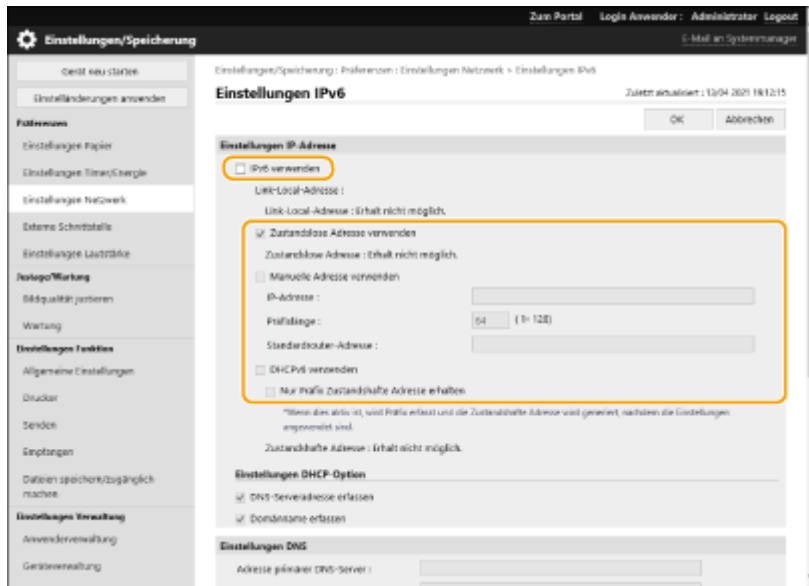 Zum Portal Login Anwender : Administrator Logout
Einstellungen/Speicherung
E-Mail an Systemmanager
Gerät neu starten
Einstelländerungen anwenden
Präferenzen
Einstellungen Papier
Einstellungen Timer/Energie
Einstellungen Netzwerk
Externe Schnittstelle
Einstellungen Lautstärke
Justage/Wartung
Bildqualität justieren
Wartung
Einstellungen Funktion
Allgemeine Einstellungen
Drucker
Senden
Empfangen
Dateien speichern/zugänglich
machen
Einstellungen Verwaltung
Anwenderverwaltung
Geräteverwaltung
Einstellungen/Speicherung : Präferenzen : Einstellungen Netzwerk > Einstellungen IPv6
Einstellungen IPv6
Zuletzt aktualisiert : 13/04 2021 19:12:15
OK
Abbrechen
Einstellungen IP-Adresse
IPv6 verwenden
Link-Local-Adresse :
Link-Local-Adresse : Erhalt nicht möglich.
Zustandslose Adresse verwenden
Zustandslose Adresse : Erhalt nicht möglich.
Manuelle Adresse verwenden
IP-Adresse :
Präfixlänge : 64 (1-128)
Standardrouter-Adresse :
DHCPv6 verwenden
Nur Präfix Zustandshafte Adresse erhalten
*Wenn dies aktiv ist, wird Präfix erfasst und die Zustandshafte Adresse wird generiert, nachdem die Einstellungen
angewendet sind.
Zustandshafte Adresse : Erhalt nicht möglich.
Einstellungen DHCP-Option
DNS-Serveradresse erfassen
Domänname erfassen
Einstellungen DNS
Adresse primärer DNS-Server :